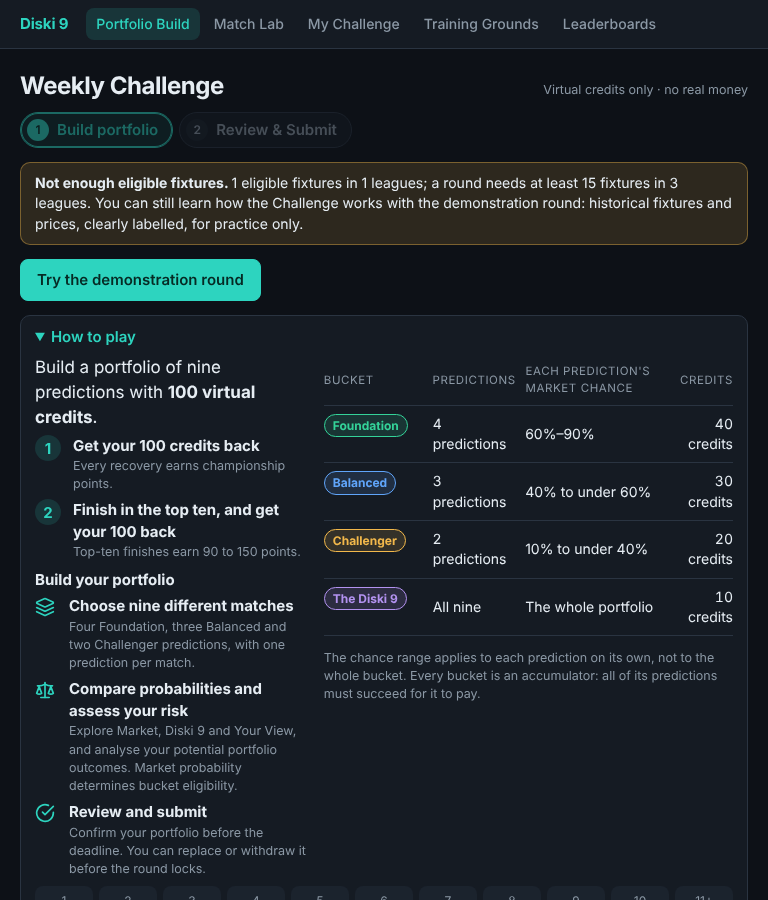 Diski 9
Portfolio Build
Match Lab
My Challenge
Training Grounds
Leaderboards
Weekly Challenge
Virtual credits only · no real money
1 Build portfolio
2 Review & Submit
Not enough eligible fixtures. 1 eligible fixtures in 1 leagues; a round needs at least 15 fixtures in 3
leagues. You can still learn how the Challenge works with the demonstration round: historical fixtures and
prices, clearly labelled, for practice only.
Try the demonstration round
▼ How to play
Build a portfolio of nine
predictions with 100 virtual
credits.
1 Get your 100 credits back
Every recovery earns championship
points.
2 Finish in the top ten, and get
your 100 back
Top-ten finishes earn 90 to 150 points.
Build your portfolio
Choose nine different matches
Four Foundation, three Balanced and
two Challenger predictions, with one
prediction per match.
Compare probabilities and
assess your risk
Explore Market, Diski 9 and Your View,
and analyse your potential portfolio
outcomes. Market probability
determines bucket eligibility.
Review and submit
Confirm your portfolio before the
deadline. You can replace or withdraw it
before the round locks.
BUCKET
PREDICTIONS
EACH PREDICTION'S
MARKET CHANCE
CREDITS
Foundation
4
predictions
60%–90%
40
credits
Balanced
3
predictions
40% to under 60%
30
credits
Challenger
2
predictions
10% to under 40%
20
credits
The Diski 9
All nine
The whole portfolio
10
credits
The chance range applies to each prediction on its own, not to the
whole bucket. Every bucket is an accumulator: all of its predictions
must succeed for it to pay.